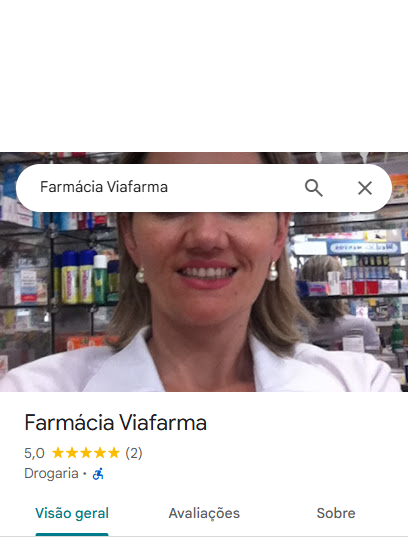 Farmácia Viafarma
Farmácia Viafarma
5,0 (2)
Drogaria ·
Visão geral
Avaliações
Sobre